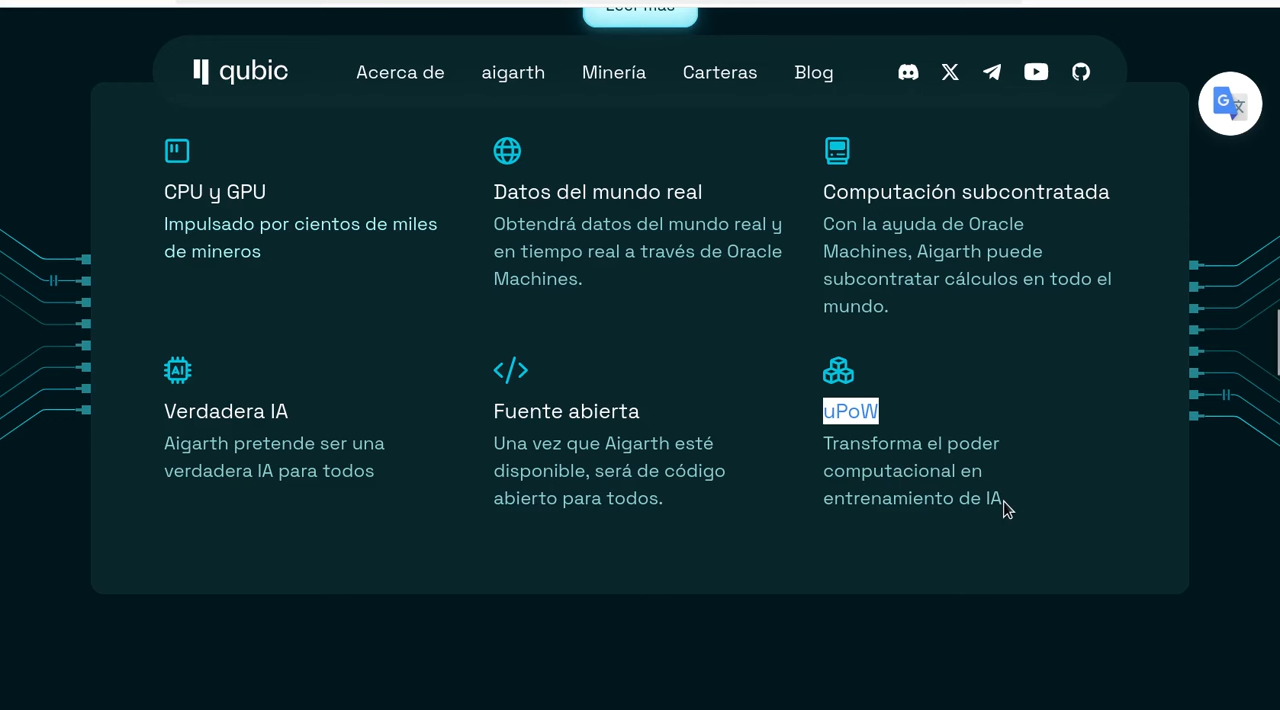 Leer más
qubic Acerca de aigarth Minería Carteras Blog
CPU y GPU
Impulsado por cientos de miles
de mineros
Datos del mundo real
Obtendrá datos del mundo real y
en tiempo real a través de Oracle
Machines.
Computación subcontratada
Con la ayuda de Oracle
Machines, Aigarth puede
subcontratar cálculos en todo el
mundo.
AI
Verdadera IA
Aigarth pretende ser una
verdadera IA para todos
Fuente abierta
Una vez que Aigarth esté
disponible, será de código
abierto para todos.
uPoW
Transforma el poder
computacional en
entrenamiento de IA.